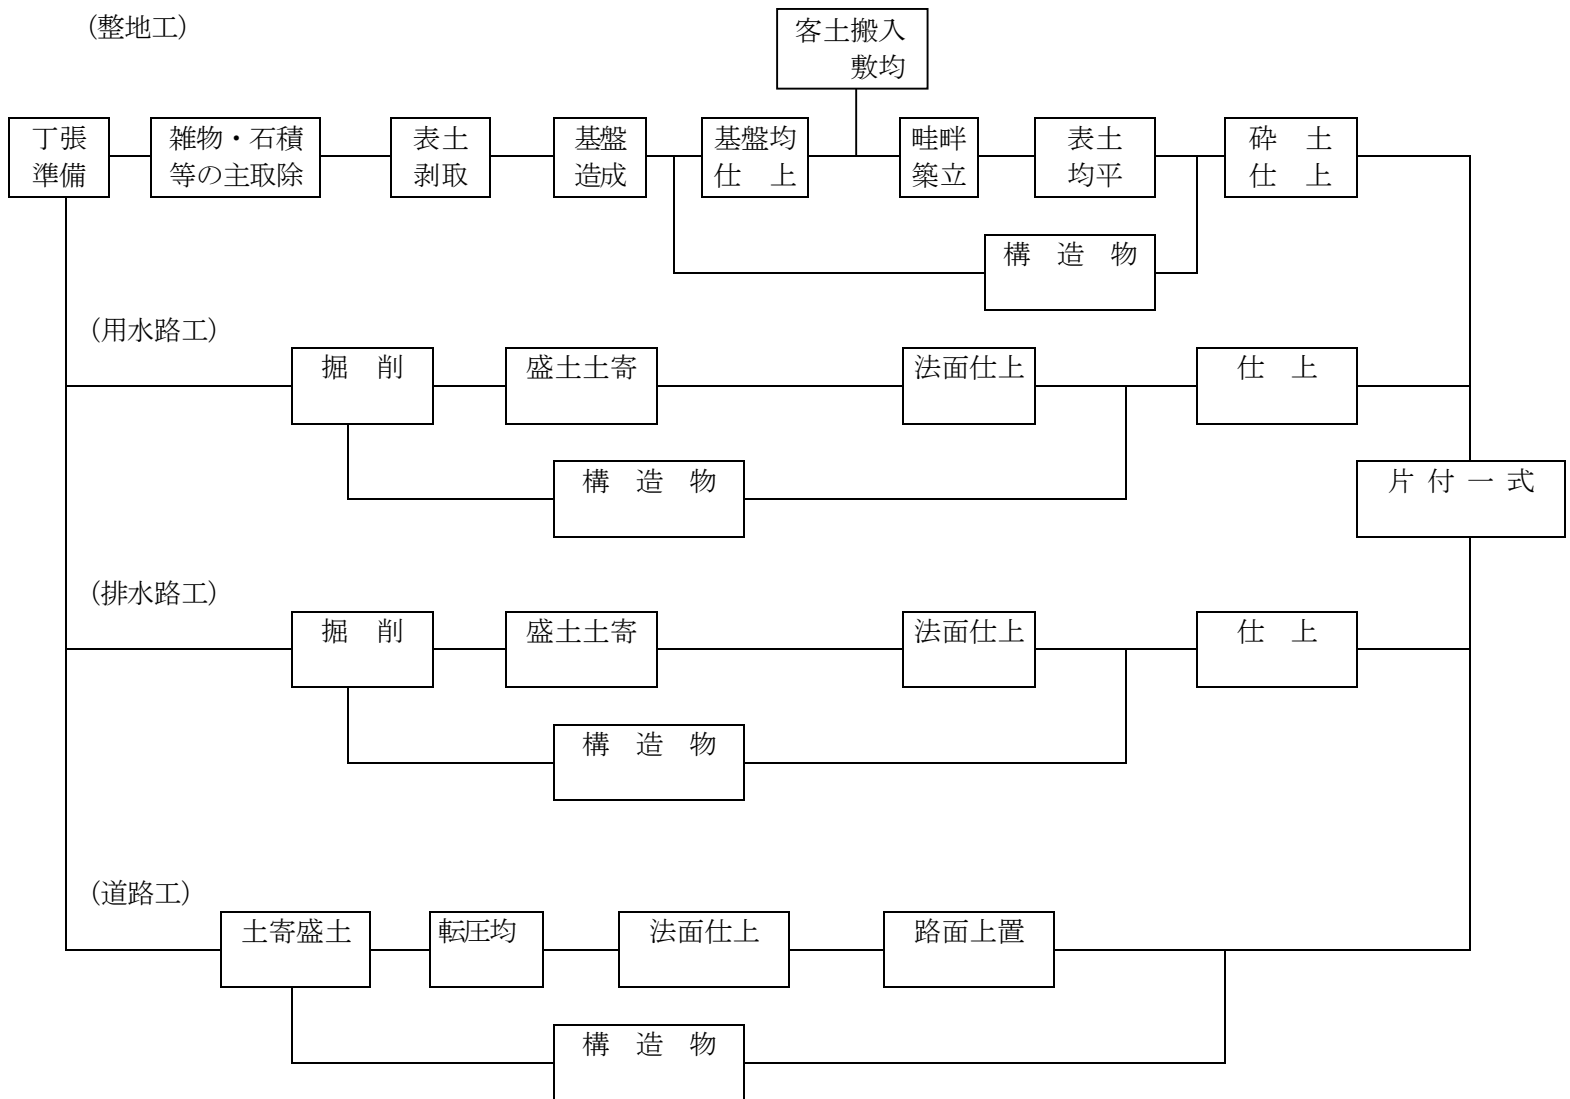 (整地工)
客土搬入
敷均
丁張
準備
雑物・石積
等の主取除
表土
剥取
基盤
造成
基盤均
仕　上
畦畔
築立
表土
均平
砕　土
仕　上
構　造　物
(用水路工)
掘　削
盛土土寄
法面仕上
仕　上
構　造　物
片 付 一 式
(排水路工)
掘　削
盛土土寄
法面仕上
仕　上
構　造　物
(道路工)
土寄盛土
転圧均
法面仕上
路面上置
構　造　物